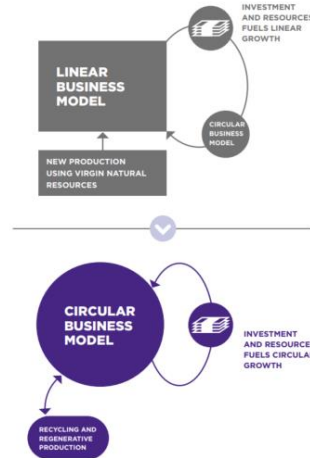 INVESTMENT
AND RESOURCES
FUELS LINEAR
GROWTH
LINEAR
BUSINESS
MODEL
CIRCULAR
BUSINESS
MODEL
NEW PRODUCTION
USING VIRGIN NATURAL
RESOURCES
CIRCULAR
BUSINESS
MODEL
INVESTMENT
AND RESOURCE
FUELS CIRCULAR
GROWTH
RECYCLING AND
REGENERATIVE
PRODUCTION